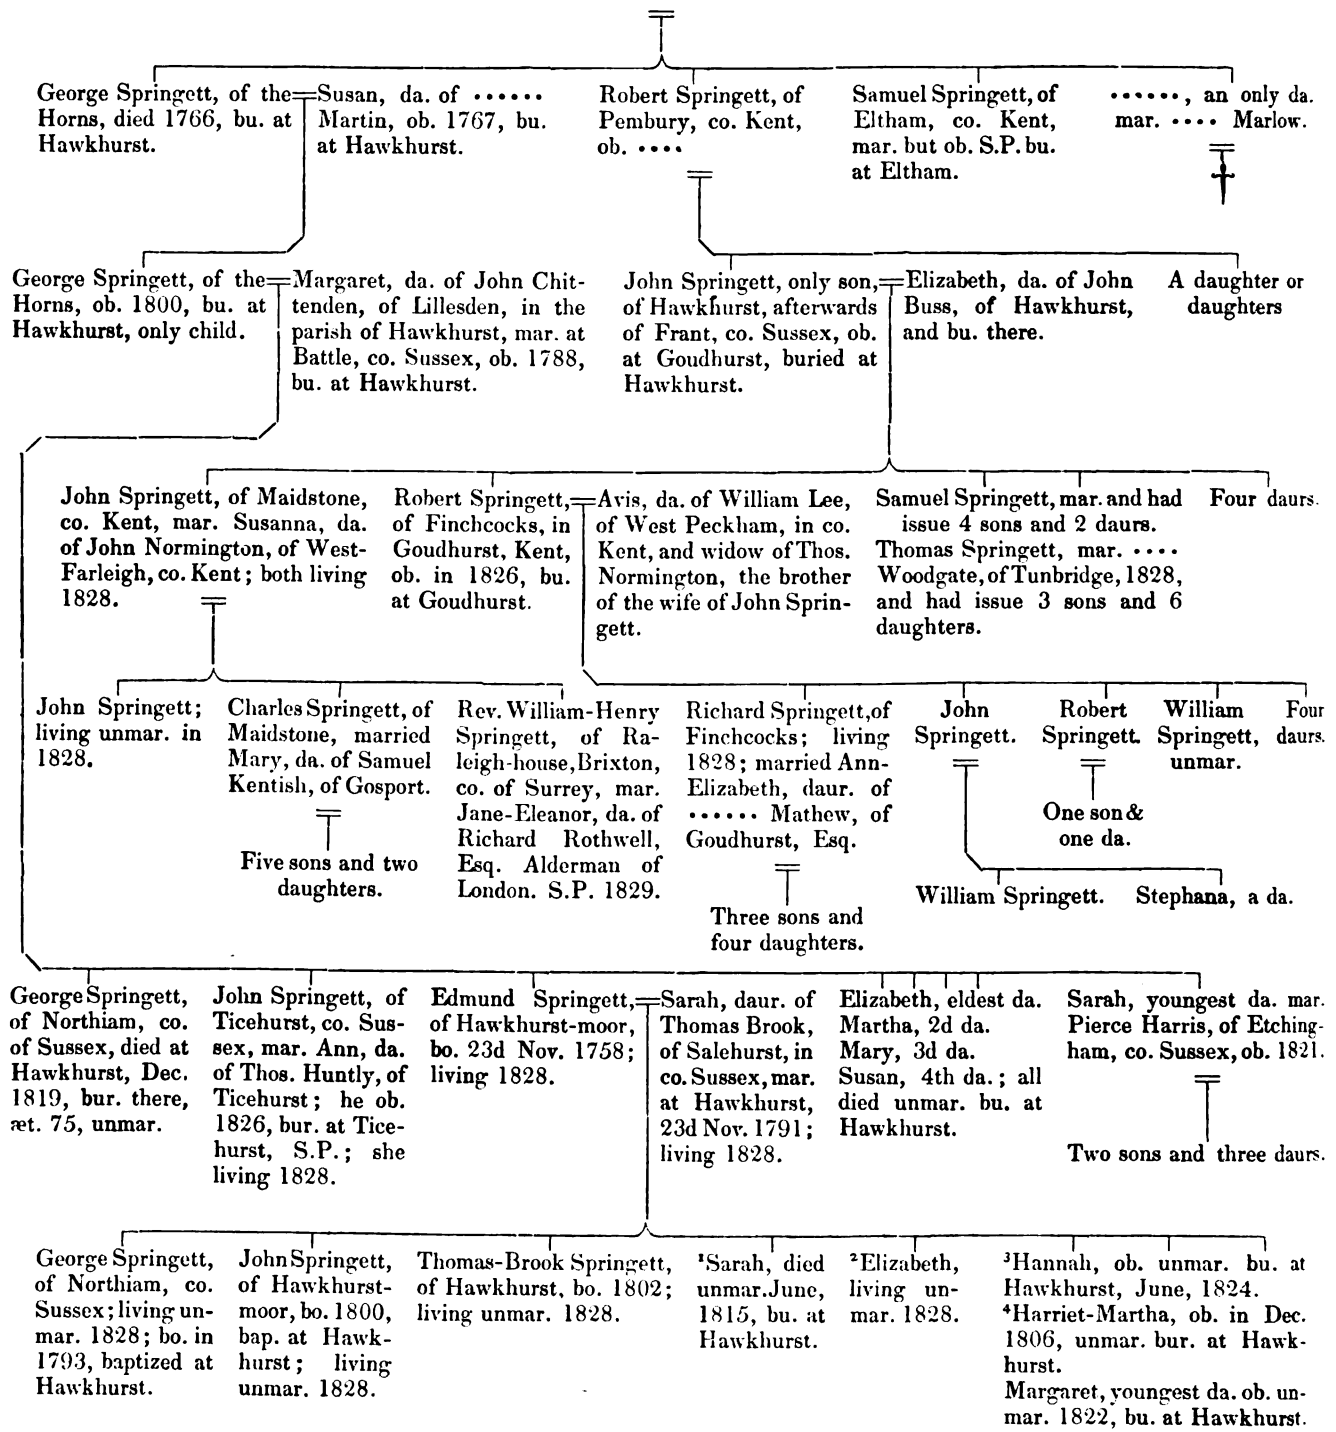 George Springett, of the
Horns, died 1766, bu. at
Hawkhurst.
Susan, da. of ······
Martin, ob. 1767, bu.
at Hawkhurst.
Robert Springett, of
Pembury, co. Kent,
ob. ····
Samuel Springett, of
Eltham, co. Kent,
mar. but ob. S.P. bu.
at Eltham.
······, an only da.
mar. ···· Marlow.
George Springett, of the
Horns, ob. 1800, bu. at
Hawkhurst, only child.
Margaret, da. of John Chit-
tenden, of Lillesden, in the
parish of Hawkhurst, mar. at
Battle, co. Sussex, ob. 1788,
bu. at Hawkhurst.
John Springett, only son,
of Hawkhurst, afterwards
of Frant, co. Sussex, ob.
at Goudhurst, buried at
Hawkhurst.
Elizabeth, da. of John
Buss, of Hawkhurst,
and bu. there.
A daughter or
daughters
John Springett, of Maidstone,
co. Kent, mar. Susanna, da.
of John Normington, of West-
Farleigh, co. Kent; both living
1828.
Robert Springett,
of Finchcocks, in
Goudhurst, Kent,
ob. in 1826, bu.
at Goudhurst.
Avis, da. of William Lee,
of West Peckham, in co.
Kent, and widow of Thos.
Normington, the brother
of the wife of John Sprin-
gett.
Samuel Springett, mar. and had
issue 4 sons and 2 daurs.
Thomas Springett, mar. ····
Woodgate, of Tunbridge, 1828,
and had issue 3 sons and 6
daughters.
Four daurs.
John Springett;
living unmar. in
1828.
Charles Springett, of
Maidstone, married
Mary, da. of Samuel
Kentish, of Gosport.
Five sons and two
daughters.
Rev. William-Henry
Springett, of Ra-
leigh-house, Brixton,
co. of Surrey, mar.
Jane-Eleanor, da. of
Richard Rothwell,
Esq. Alderman of
London. S.P. 1829.
Richard Springett, of
Finchcocks; living
1828; married Ann-
Elizabeth, daur. of
······ Mathew, of
Goudhurst, Esq.
Three sons and
four daughters.
John
Springett.
Robert
Springett.
One son &
one da.
William
Springett,
unmar.
Four
daurs.
William Springett.
Stephana, a da.
George Springett,
of Northiam, co.
of Sussex, died at
Hawkhurst, Dec.
1819, bur. there,
æt. 75, unmar.
John Springett, of
Ticehurst, co. Sus-
sex, mar. Ann, da.
of Thos. Huntly, of
Ticehurst; he ob.
1826, bur. at Tice-
hurst, S.P.; she
living 1828.
Edmund Springett,
of Hawkhurst-moor,
bo. 23d Nov. 1758;
living 1828.
Sarah, daur. of
Thomas Brook,
of Salehurst, in
co. Sussex, mar.
at Hawkhurst,
23d Nov. 1791;
living 1828.
Elizabeth, eldest da.
Martha, 2d da.
Mary, 3d da.
Susan, 4th da.; all
died unmar. bu. at
Hawkhurst.
Sarah, youngest da. mar.
Pierce Harris, of Etching-
ham, co. Sussex, ob. 1821.
Two sons and three daurs.
George Springett,
of Northiam, co.
Sussex; living un-
mar. 1828; bo. in
1793, baptized at
Hawkhurst.
John Springett,
of Hawkhurst-
moor, bo. 1800,
bap. at Hawk-
hurst; living
unmar. 1828.
Thomas-Brook Springett,
of Hawkhurst, bo. 1802;
living unmar. 1828.
¹Sarah, died
unmar. June,
1815, bu. at
Hawkhurst.
²Elizabeth,
living un-
mar. 1828.
³Hannah, ob. unmar. bu. at
Hawkhurst, June, 1824.
⁴Harriet-Martha, ob. in Dec.
1806, unmar. bur. at Hawk-
hurst.
Margaret, youngest da. ob. un-
mar. 1822, bu. at Hawkhurst.